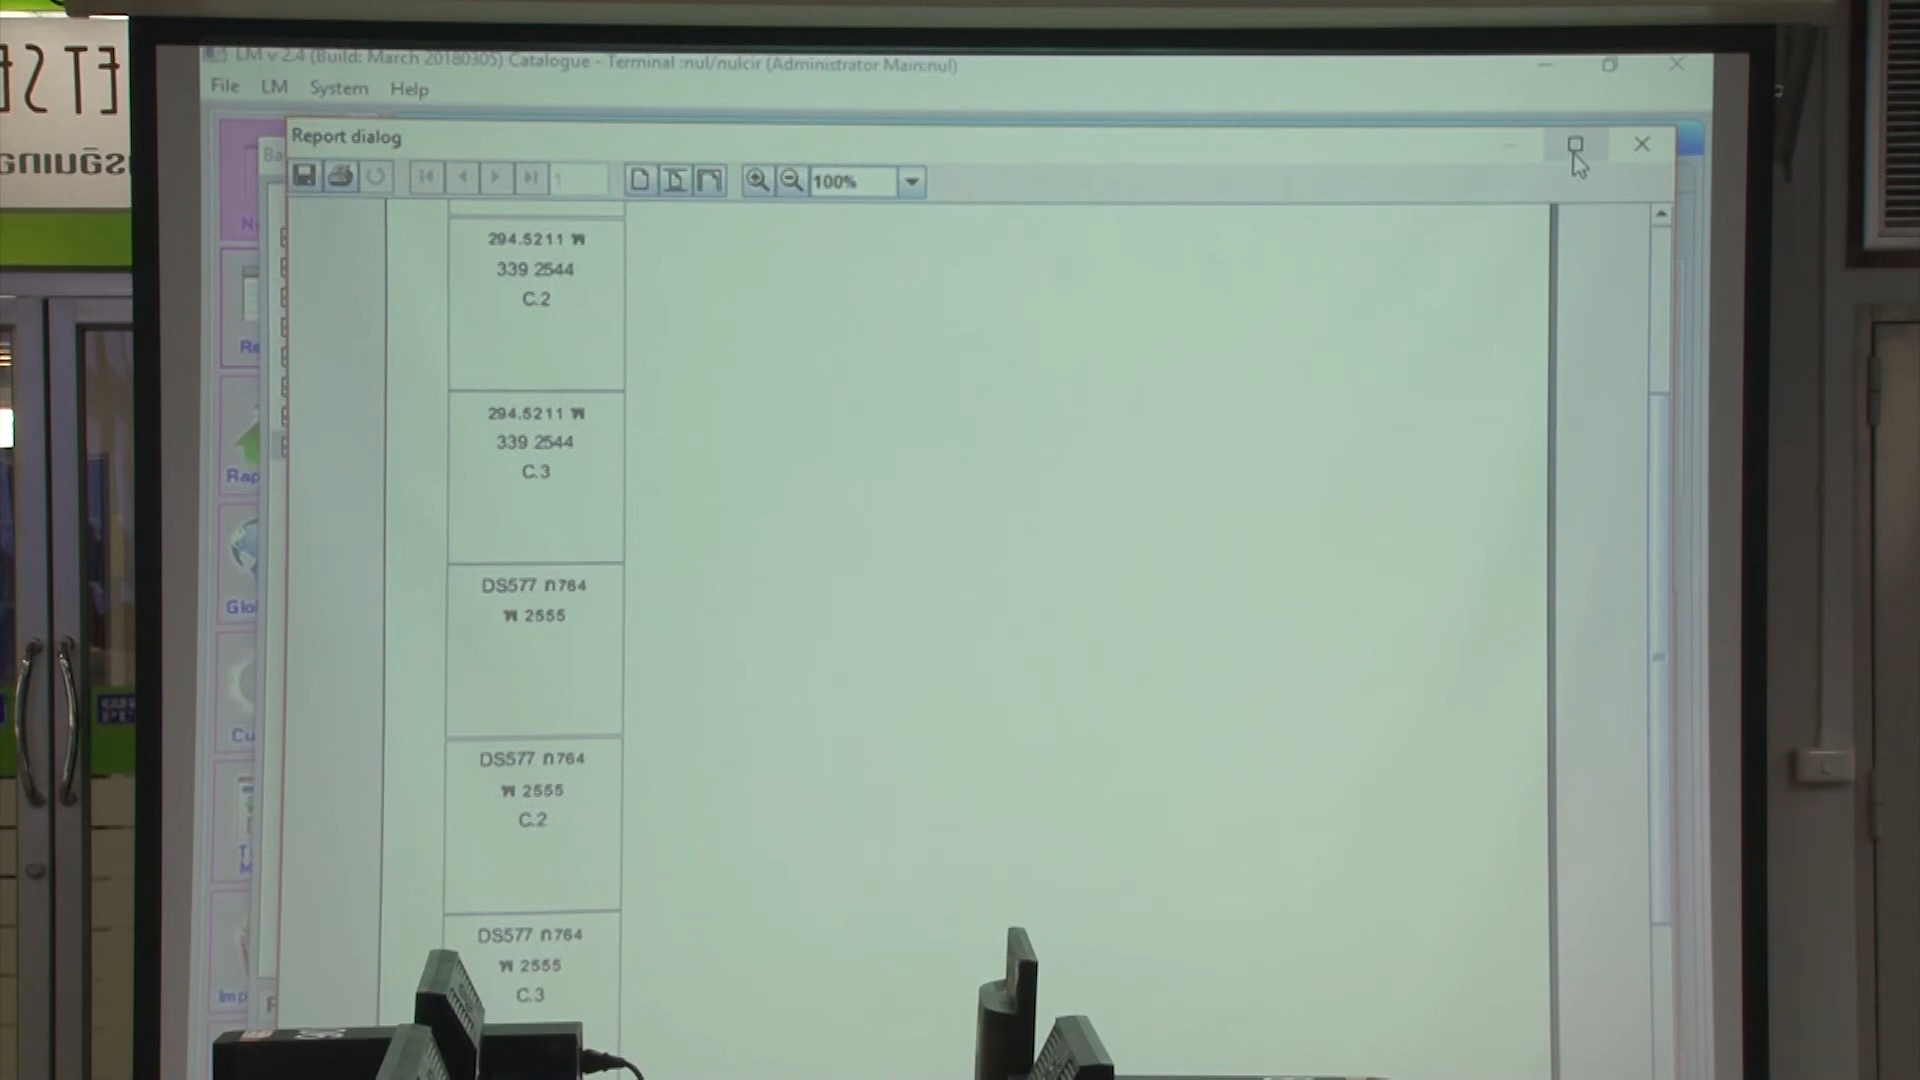 LM v 2.4 (Build: March 20180305) Catalogue - Terminal :nul/nulcir (Administrator Main:nul)
File LM System Help
Report dialog
1
100%
294.5211 พ
339 2544
C.2
294.5211 พ
339 2544
C.3
DS577 ก764
พ 2555
DS577 ก764
พ 2555
C.2
DS577 ก764
พ 2555
C.3